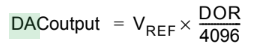 DACoutput = V_REF × DOR/4096